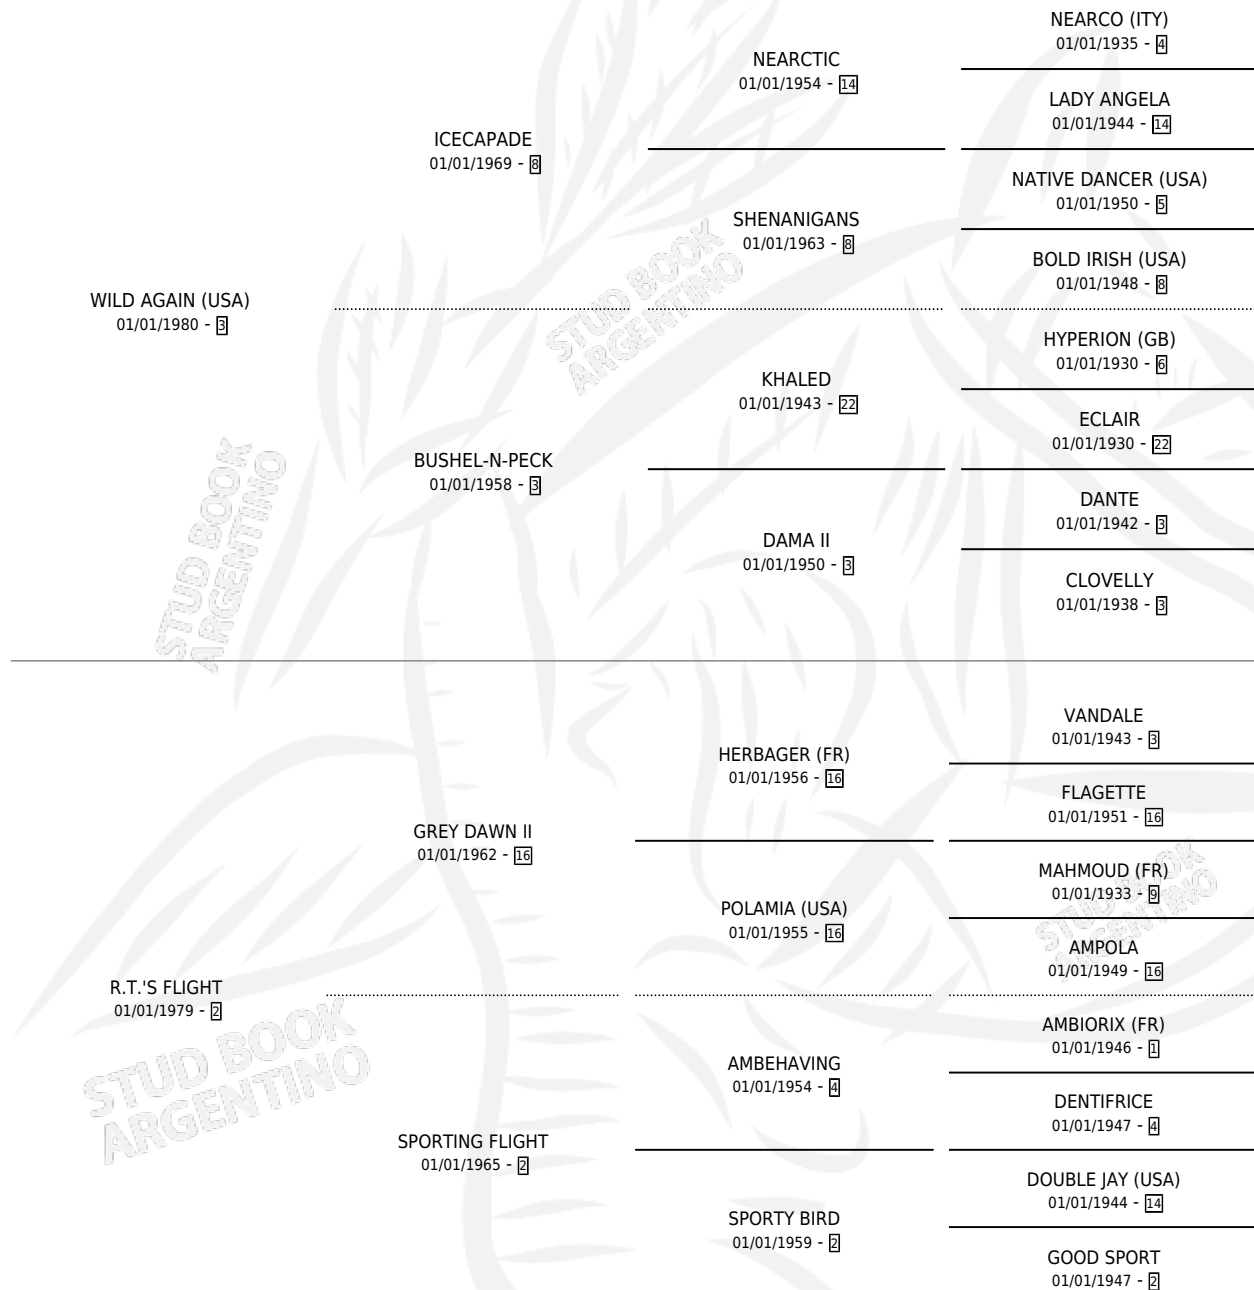 NEARCO (ITY)
01/01/1935 - 4
NEARCTIC
01/01/1954 - 14
LADY ANGELA
01/01/1944 - 14
ICECAPADE
01/01/1969 - 8
NATIVE DANCER (USA)
01/01/1950 - 5
SHENANIGANS
01/01/1963 - 8
BOLD IRISH (USA)
01/01/1948 - 8
WILD AGAIN (USA)
01/01/1980 - 3
STUD BOOK
ARGENTINO
HYPERION (GB)
01/01/1930 - 6
KHALED
01/01/1943 - 22
ECLAIR
01/01/1930 - 22
BUSHEL-N-PECK
01/01/1958 - 3
DANTE
01/01/1942 - 3
DAMA II
01/01/1950 - 3
CLOVELLY
01/01/1938 - 3
STUD BOOK
ARGENTINO
VANDALE
01/01/1943 - 3
HERBAGER (FR)
01/01/1956 - 16
FLAGETTE
01/01/1951 - 16
GREY DAWN II
01/01/1962 - 16
MAHMOUD (FR)
01/01/1933 - 9
POLAMIA (USA)
01/01/1955 - 16
STUD BOOK
ARGENTINO
AMPOLA
01/01/1949 - 16
R.T.'S FLIGHT
01/01/1979 - 2
STUD BOOK
ARGENTINO
AMBIORIX (FR)
01/01/1946 - 1
AMBEHAVING
01/01/1954 - 4
DENTIFRICE
01/01/1947 - 4
SPORTING FLIGHT
01/01/1965 - 2
DOUBLE JAY (USA)
01/01/1944 - 14
SPORTY BIRD
01/01/1959 - 2
GOOD SPORT
01/01/1947 - 2